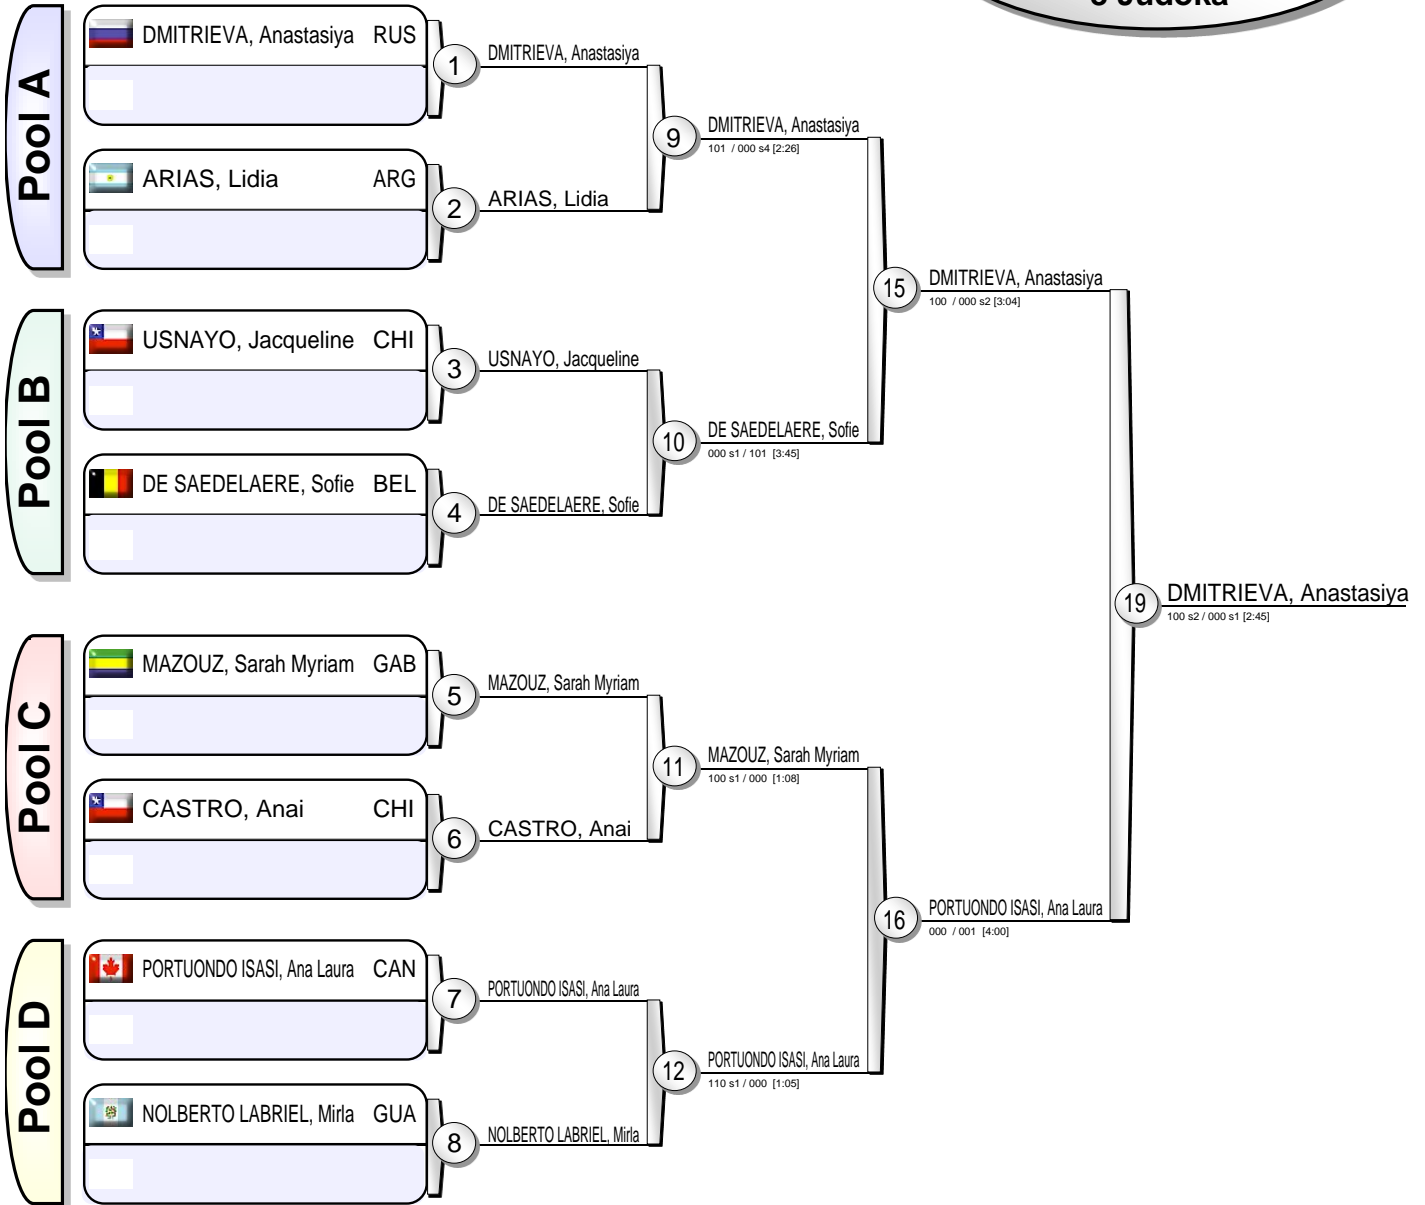 Judoka
Pool A
DMITRIEVA, Anastasiya RUS
1
DMITRIEVA, Anastasiya
9
DMITRIEVA, Anastasiya
101 / 000 s4 [2:26]
ARIAS, Lidia ARG
2
ARIAS, Lidia
15
DMITRIEVA, Anastasiya
100 / 000 s2 [3:04]
Pool B
USNAYO, Jacqueline CHI
3
USNAYO, Jacqueline
10
DE SAEDELAERE, Sofie
000 s1 / 101 [3:45]
DE SAEDELAERE, Sofie BEL
4
DE SAEDELAERE, Sofie
19
DMITRIEVA, Anastasiya
100 s2 / 000 s1 [2:45]
Pool C
MAZOUZ, Sarah Myriam GAB
5
MAZOUZ, Sarah Myriam
11
MAZOUZ, Sarah Myriam
100 s1 / 000 [1:08]
CASTRO, Anai CHI
6
CASTRO, Anai
16
PORTUONDO ISASI, Ana Laura
000 / 001 [4:00]
Pool D
PORTUONDO ISASI, Ana Laura CAN
7
PORTUONDO ISASI, Ana Laura
12
PORTUONDO ISASI, Ana Laura
110 s1 / 000 [1:05]
NOLBERTO LABRIEL, Mirla GUA
8
NOLBERTO LABRIEL, Mirla